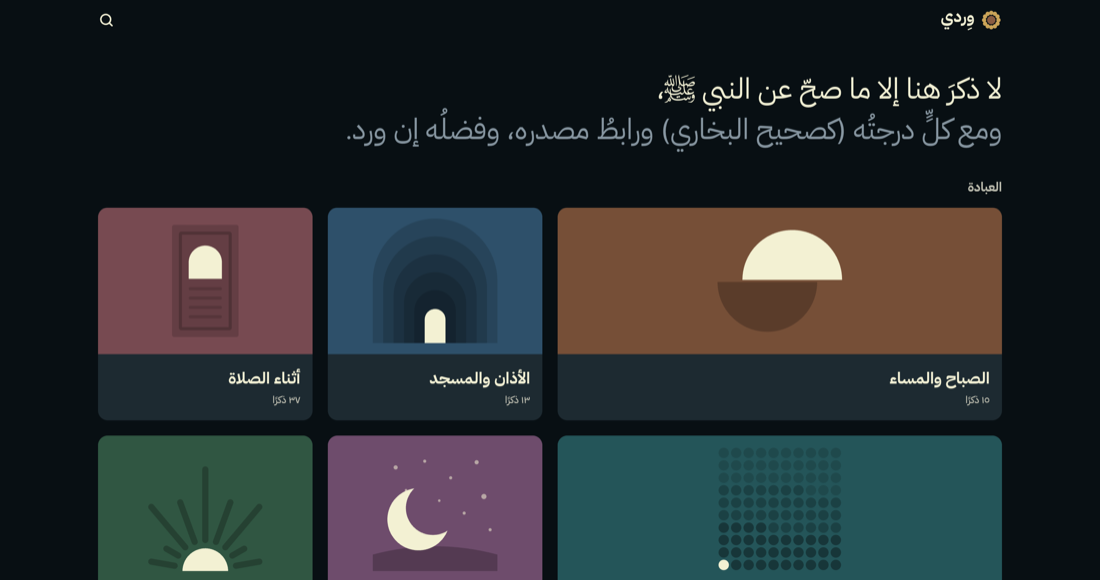 وِردي
لا ذكرَ هنا إلا ما صحّ عن النبي ﷺ،
ومع كلٍّ درجتُه (كصحيح البخاري) ورابطُ مصدره، وفضلُه إن ورد.
العبادة
الصباح والمساء
١٥ ذكرًا
الأذان والمسجد
١٣ ذكرًا
أثناء الصلاة
٣٧ ذكرًا